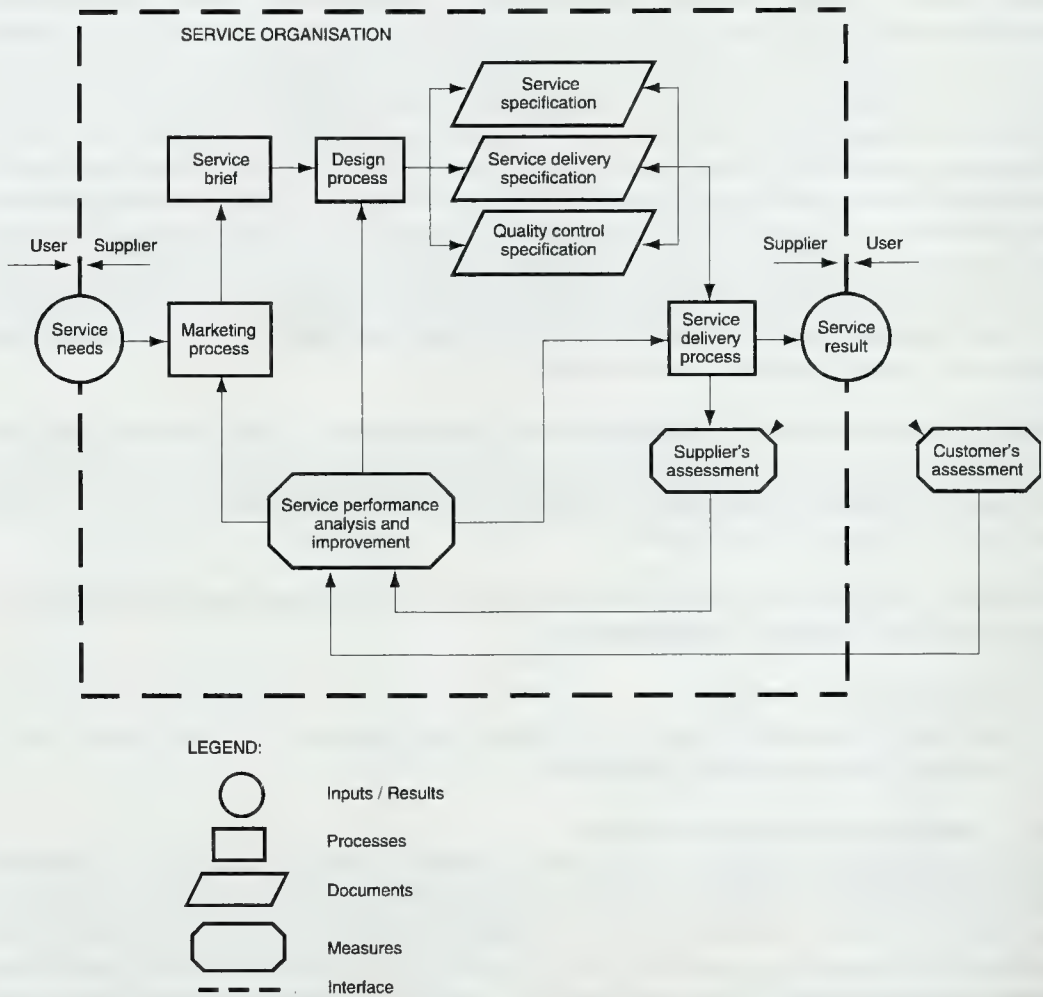 SERVICE ORGANISATION
Service
specification
Service
brief
Design
process
Service delivery
specification
Quality control
specification
User
Supplier
Supplier
User
Service
needs
Marketing
process
Service
delivery
process
Service
result
Supplier's
assessment
Customer's
assessment
Service performance
analysis and
improvement
LEGEND:
Inputs / Results
Processes
Documents
Measures
Interface